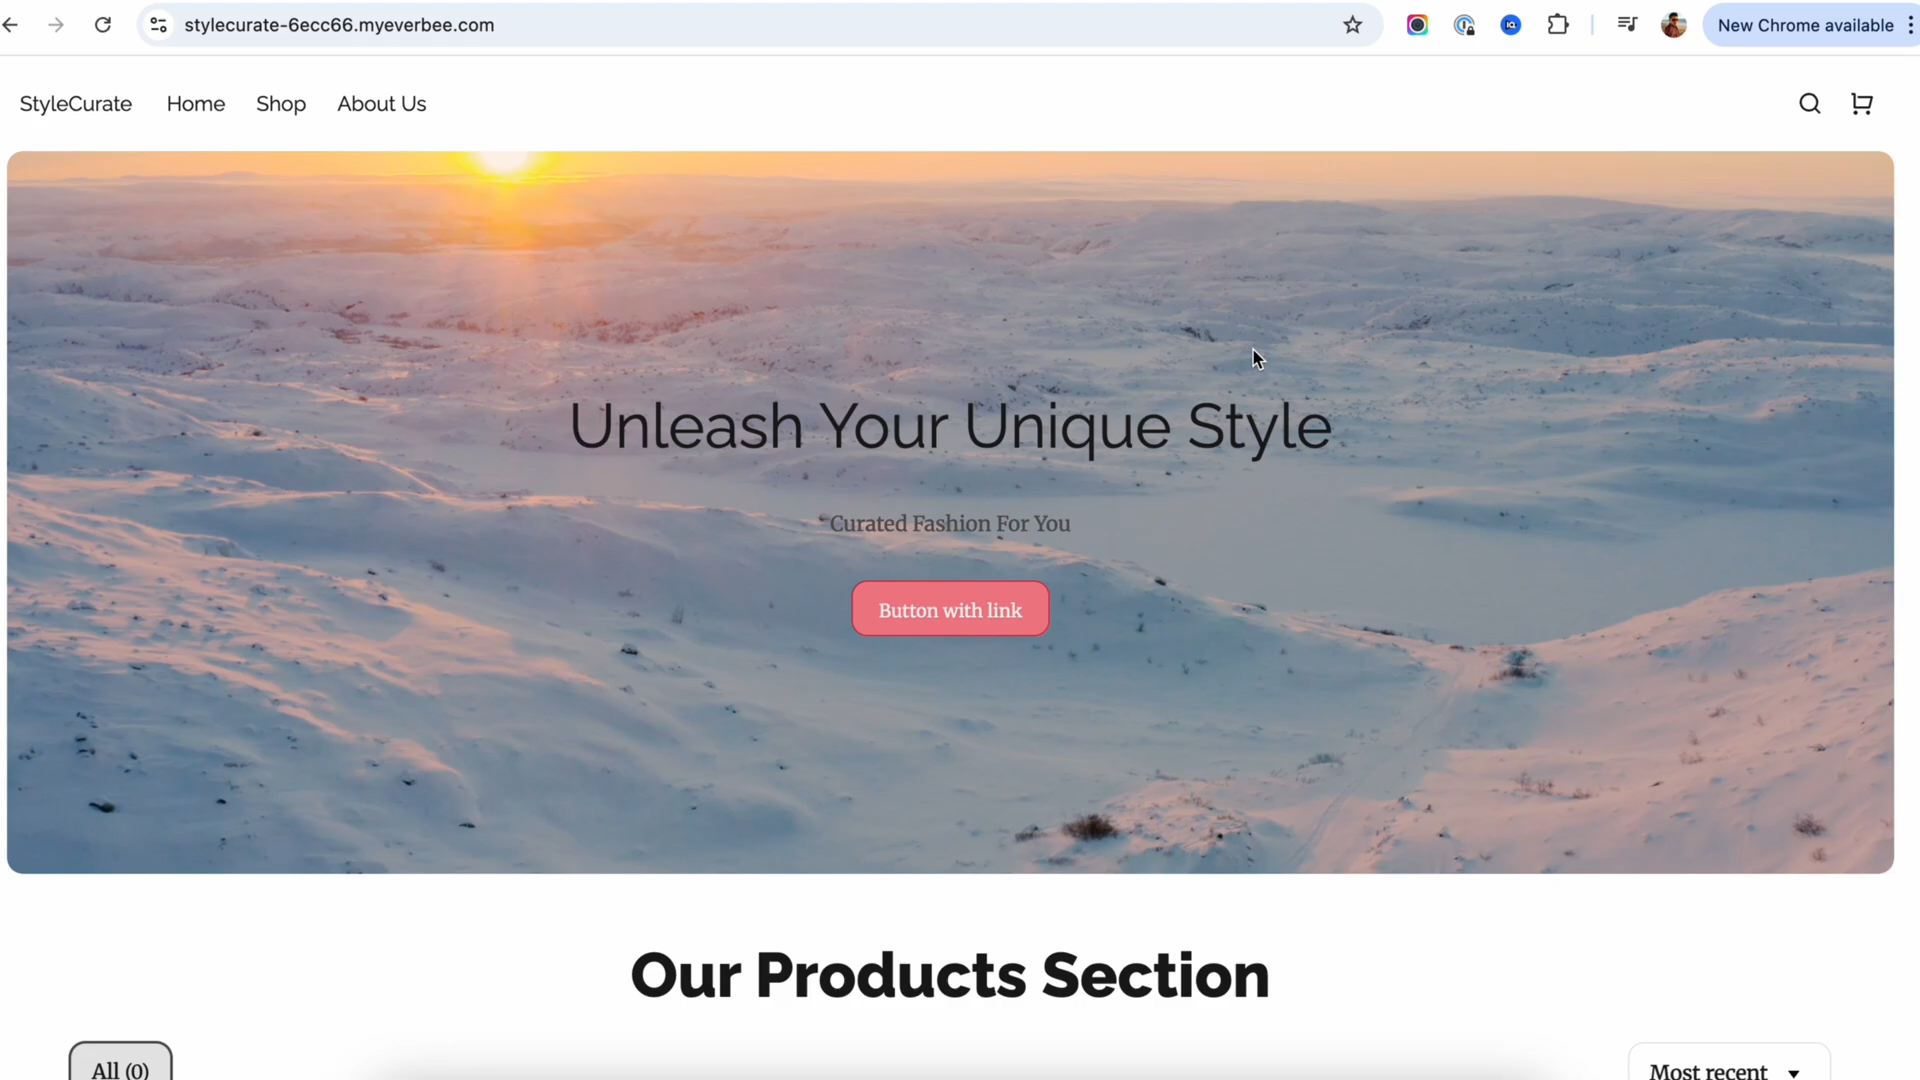 stylecurate-6ecc66.myeverbee.com
New Chrome available
StyleCurate Home Shop About Us
Unleash Your Unique Style
Curated Fashion For You
Button with link
Our Products Section
All (0)
Most recent